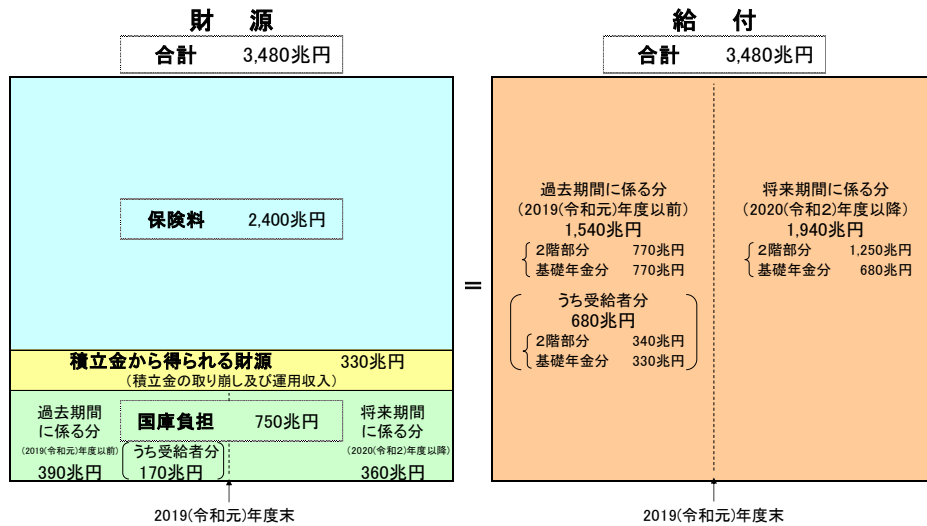 財　源
合計　3,480兆円
保険料　2,400兆円
積立金から得られる財源　330兆円
(積立金の取り崩し及び運用収入)
国庫負担　750兆円
過去期間
に係る分
(2019(令和元)年度以前)
390兆円
うち受給者分
170兆円
将来期間
に係る分
(2020(令和2)年度以降)
360兆円
2019(令和元)年度末
＝
給　付
合計　3,480兆円
過去期間に係る分
(2019(令和元)年度以前)
1,540兆円
2階部分　770兆円
基礎年金分　770兆円
うち受給者分
680兆円
2階部分　340兆円
基礎年金分　330兆円
将来期間に係る分
(2020(令和2)年度以降)
1,940兆円
2階部分　1,250兆円
基礎年金分　680兆円
2019(令和元)年度末